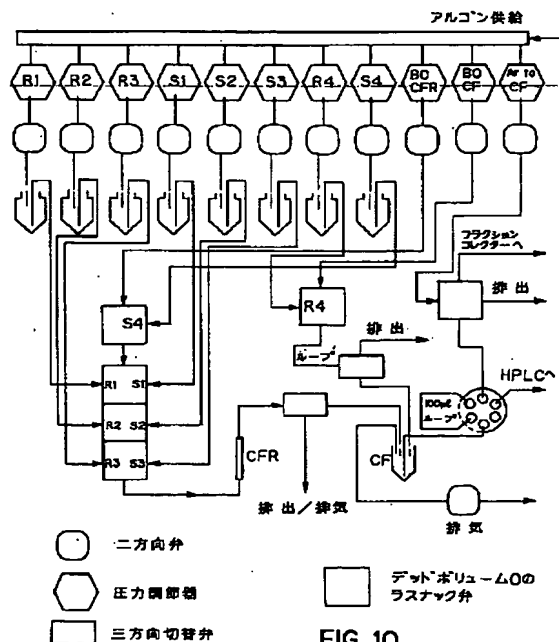 アルゴン供給
R1 R2 R3 S1 S2 S3 R4 S4 BO CFR BO CF Ar to CF
フラクション
コレクターへ
排出
S4
R4
排出
ループ
HPLCへ
R1 S1
R2 S2
R3 S3
100μl
ループ
CFR
CF
排出/排気
排気
二方向弁
圧力調節器
三方向切替弁
デッドボリューム0の
ラスナック弁
FIG. 10